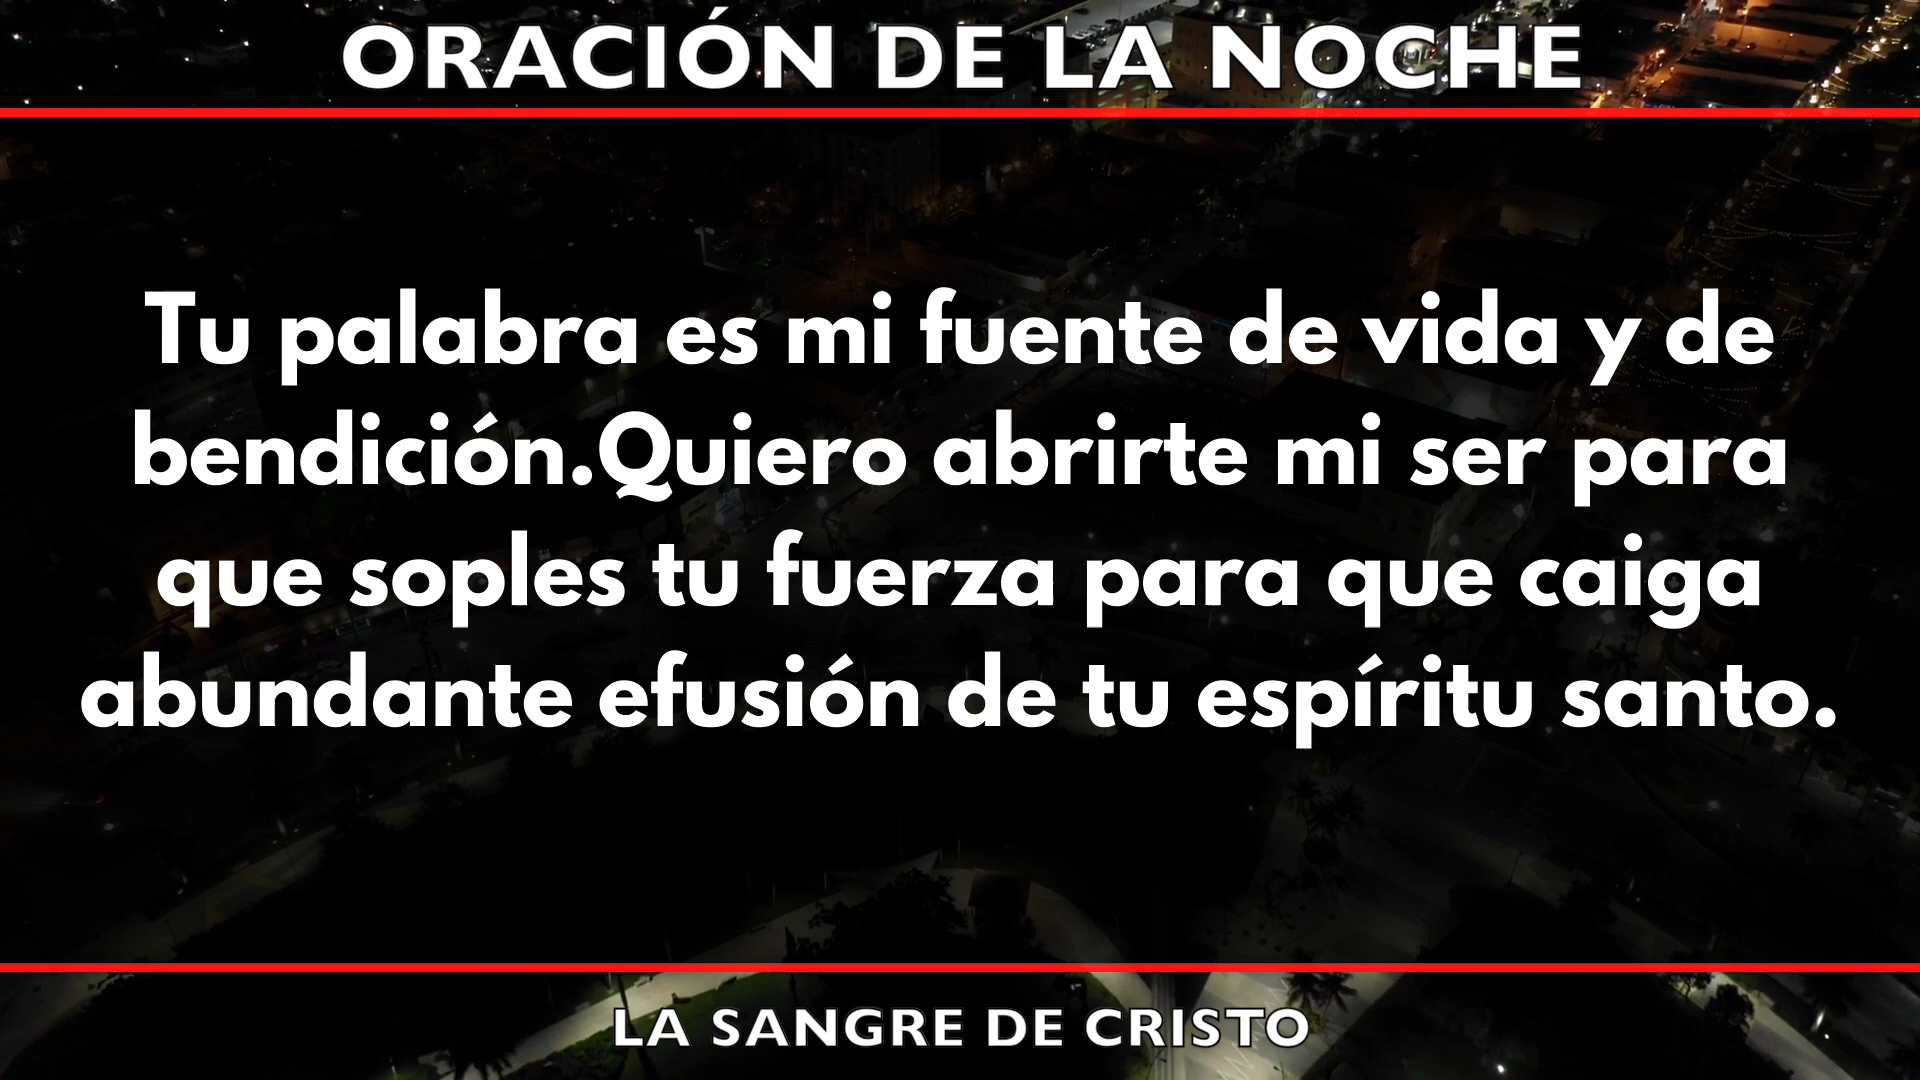 ORACIÓN DE LA NOCHE
Tu palabra es mi fuente de vida y de
bendición.Quiero abrirte mi ser para
que soples tu fuerza para que caiga
abundante efusión de tu espíritu santo.
LA SANGRE DE CRISTO